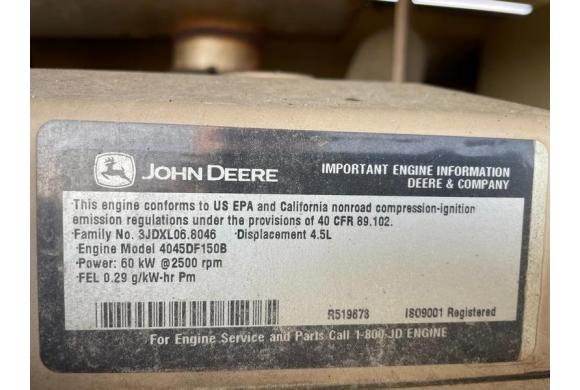 JOHN DEERE
IMPORTANT ENGINE INFORMATION
DEERE & COMPANY
This engine conforms to US EPA and California nonroad compression-ignition
emission regulations under the provisions of 40 CFR 89.102.
Family No. 3JDXL06.8046 Displacement 4.5L
Engine Model 4045DF150B
Power: 60 kW @2500 rpm
FEL 0.29 g/kW-hr Pm
R519673 ISO9001 Registered
For Engine Service and Parts Call 1-800-JD ENGINE